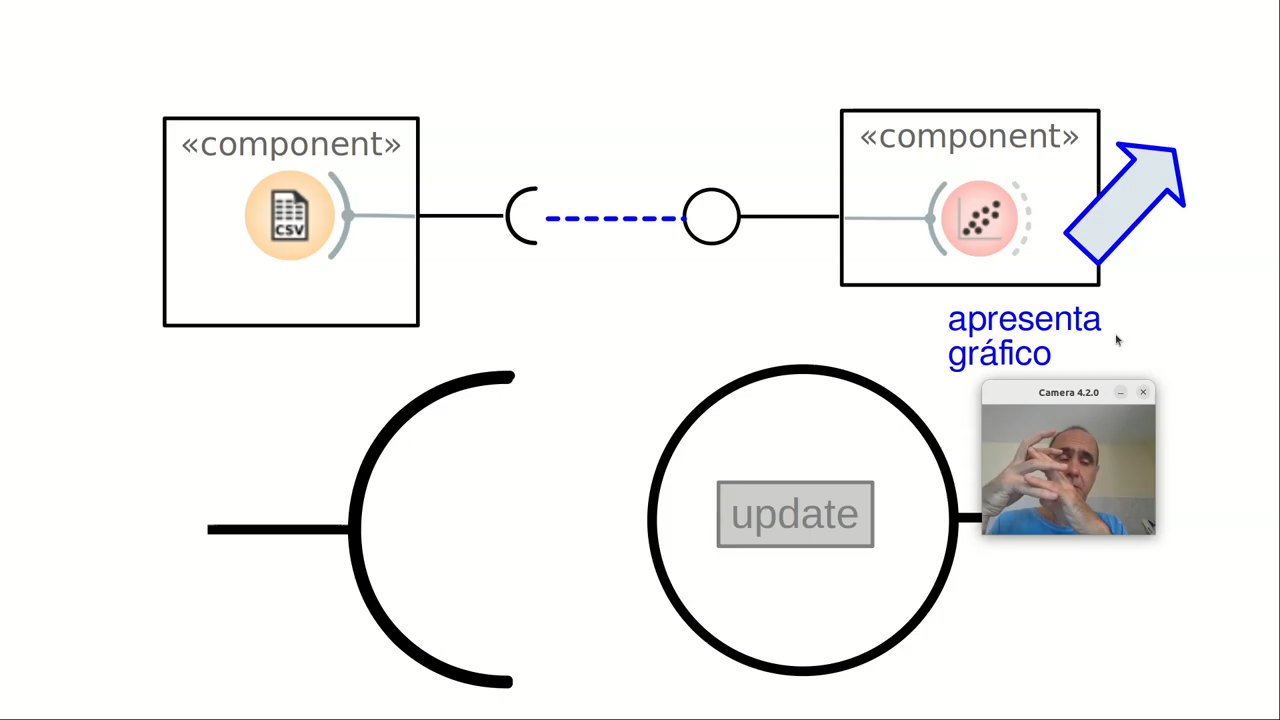 «component»
CSV
«component»
apresenta
gráfico
Camera 4.2.0
update